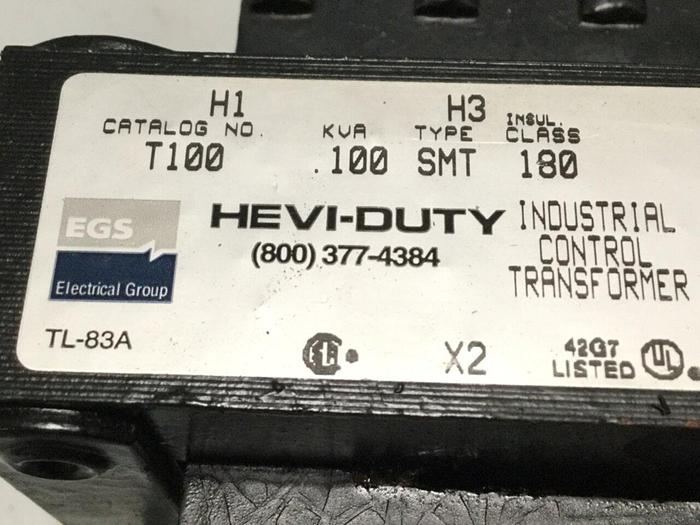 H1 H3
CATALOG NO. KVA TYPE INSUL. CLASS
T100 .100 SMT 180
EGS
Electrical Group
HEVI-DUTY
(800) 377-4384
INDUSTRIAL
CONTROL
TRANSFORMER
TL-83A
X2
42G7
LISTED
UL